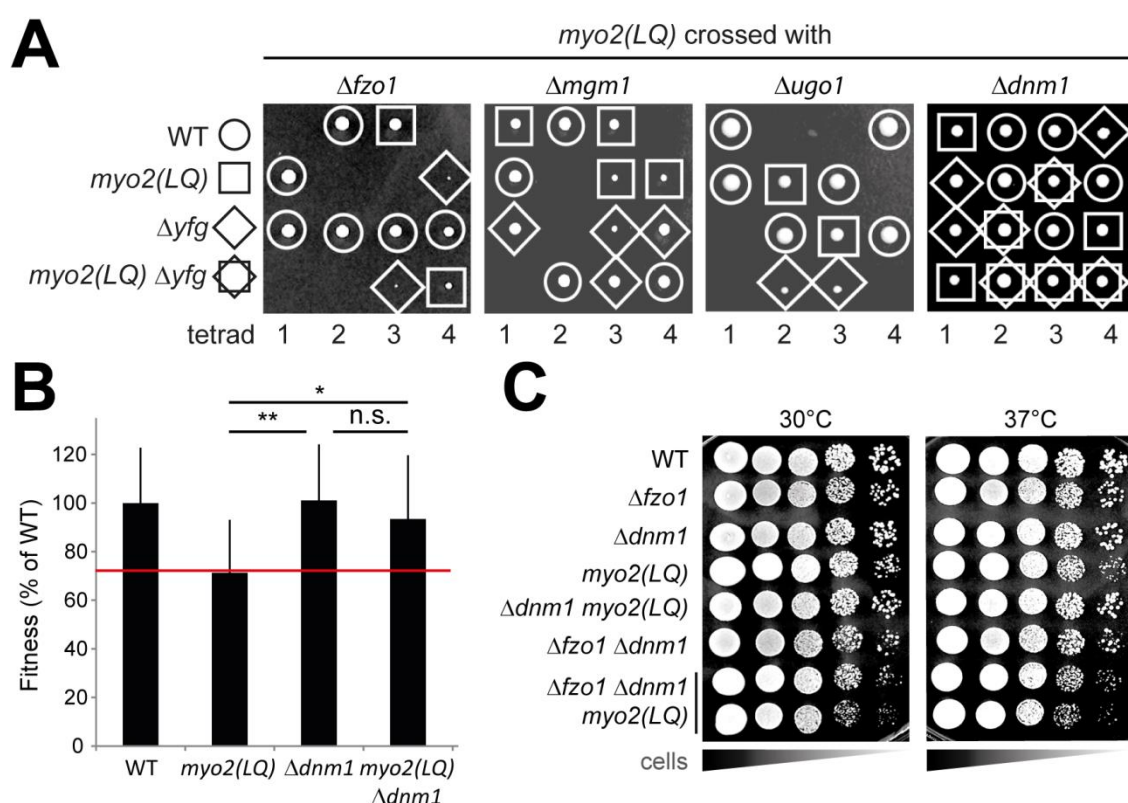 A
myo2(LQ) crossed with
Δfzo1 Δmgm1 Δugo1 Δdnm1
WT
myo2(LQ)
Δyfg
myo2(LQ) Δyfg
tetrad 1 2 3 4 1 2 3 4 1 2 3 4 1 2 3 4
B
*
** n.s.
Fitness (% of WT)
120
100
80
60
40
20
0
WT myo2(LQ) Δdnm1 myo2(LQ)
Δdnm1
C
30°C 37°C
WT
Δfzo1
Δdnm1
myo2(LQ)
Δdnm1 myo2(LQ)
Δfzo1 Δdnm1
Δfzo1 Δdnm1
myo2(LQ)
cells